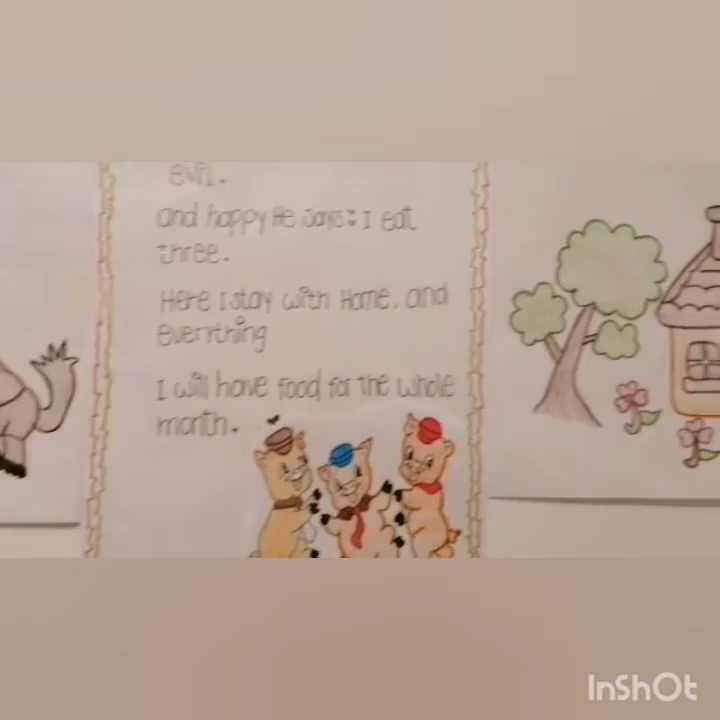 evil.
and happy He says: I eat
three.
Here I stay with Home, and
everything
I will have food for the whole
month.
InShOt